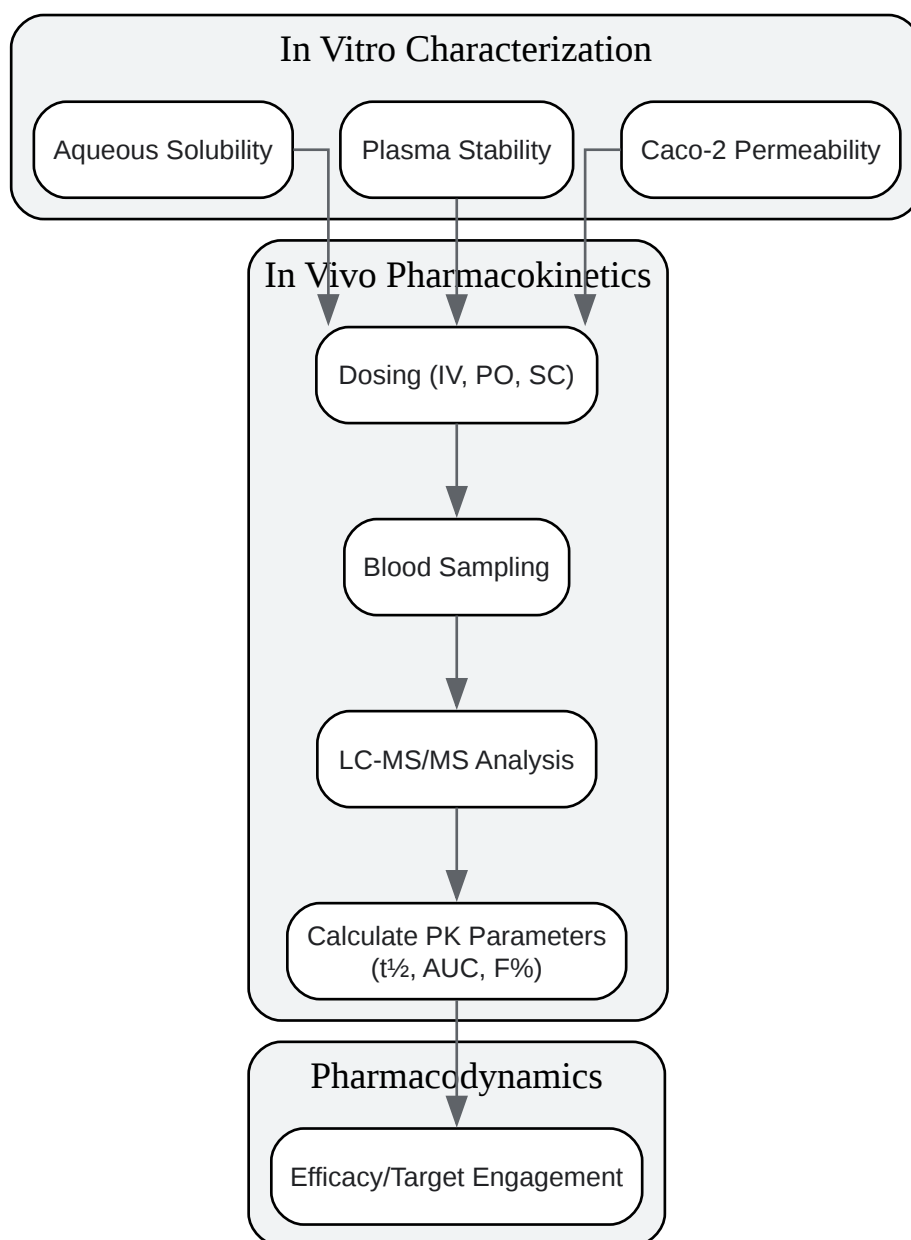 In Vitro Characterization
Aqueous Solubility
Plasma Stability
Caco-2 Permeability
In Vivo Pharmacokinetics
Dosing (IV, PO, SC)
Blood Sampling
LC-MS/MS Analysis
Calculate PK Parameters
(t½, AUC, F%)
Pharmacodynamics
Efficacy/Target Engagement